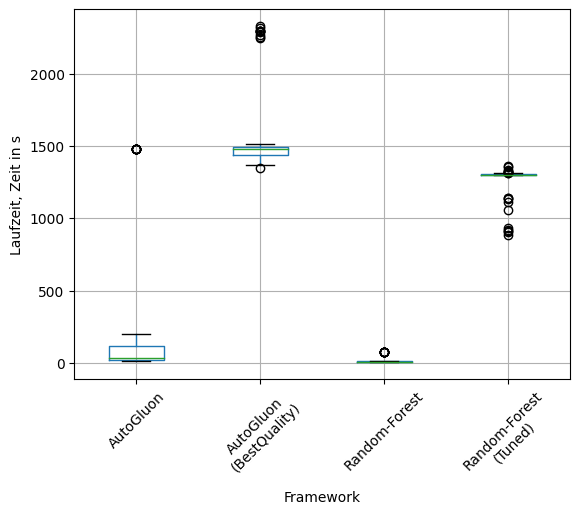 Laufzeit, Zeit in s
2000
1500
1000
500
0
AutoGluon
AutoGluon
(BestQuality)
Random-Forest
Random-Forest
(Tuned)
Framework